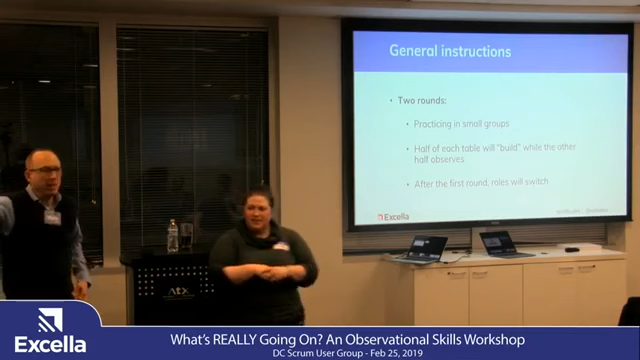 General instructions
• Two rounds:
• Practicing in small groups
• Half of each table will "build" while the other
half observes
• After the first round, roles will switch
Excella
Atx
Excella
What's REALLY Going On? An Observational Skills Workshop
DC Scrum User Group - Feb 25, 2019